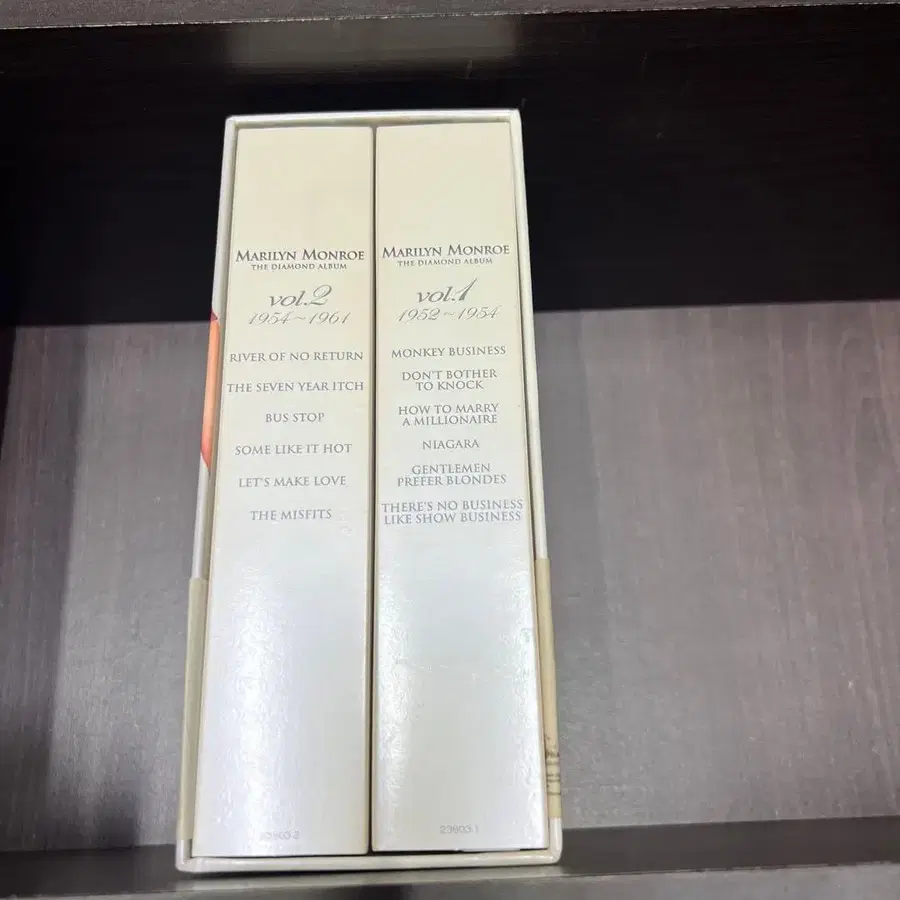 MARILYN MONROE
THE DIAMOND ALBUM
vol.2
1954~1961
RIVER OF NO RETURN
THE SEVEN YEAR ITCH
BUS STOP
SOME LIKE IT HOT
LET'S MAKE LOVE
THE MISFITS
MARILYN MONROE
THE DIAMOND ALBUM
vol.1
1952~1954
MONKEY BUSINESS
DON'T BOTHER
TO KNOCK
HOW TO MARRY
A MILLIONAIRE
NIAGARA
GENTLEMEN
PREFER BLONDES
THERE'S NO BUSINESS
LIKE SHOW BUSINESS